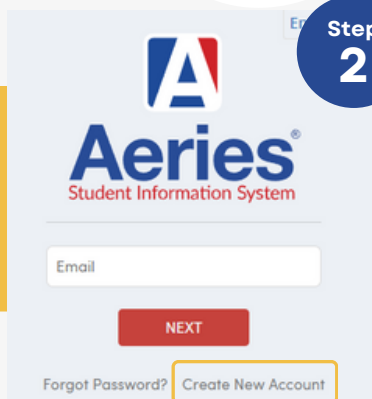 Step
2
A
Aeries®
Student Information System
Email
NEXT
Forgot Password? Create New Account